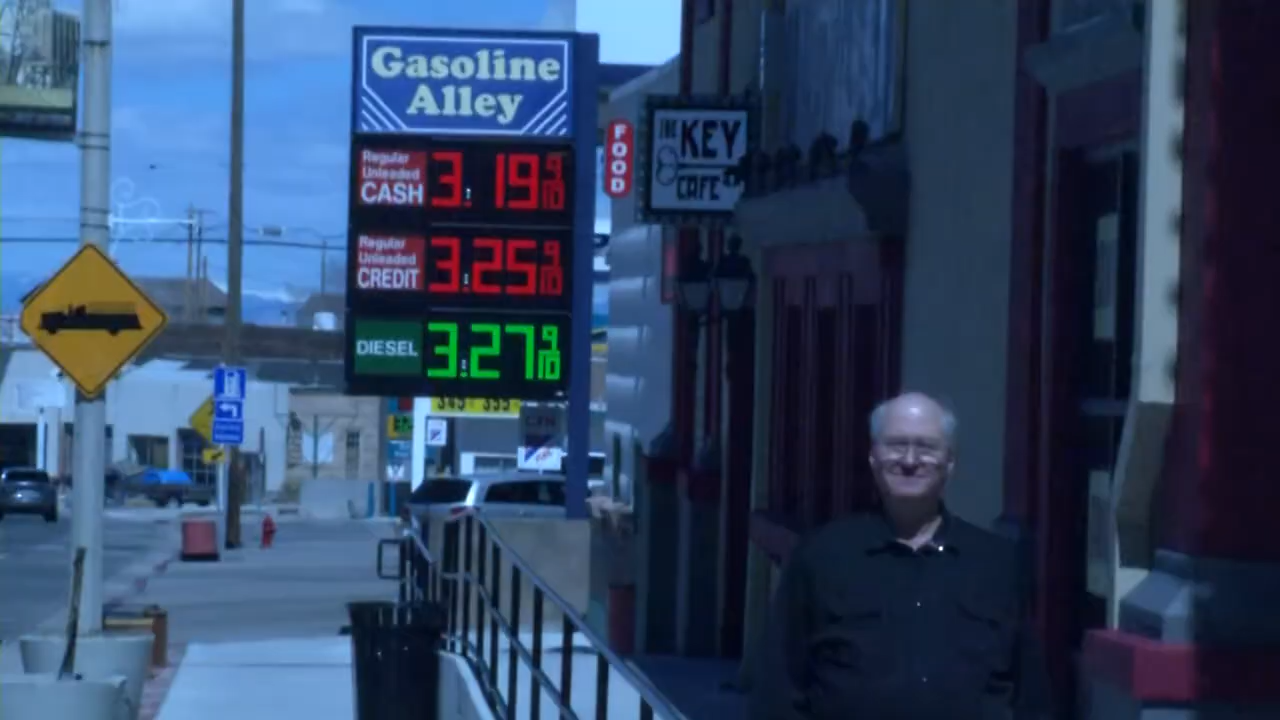 Gasoline
Alley
Regular
Unleaded
CASH
3.19 9/10
Regular
Unleaded
CREDIT
3.25 9/10
DIESEL
3.27 9/10
FOOD
THE
KEY
CAFE
CFN